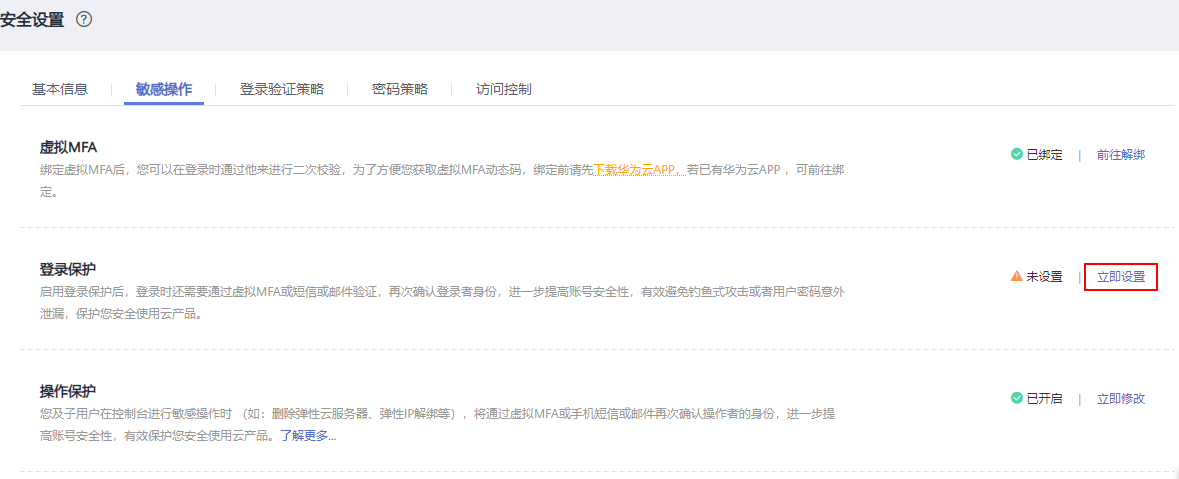 安全设置 ?
基本信息 敏感操作 登录验证策略 密码策略 访问控制
虚拟MFA
绑定虚拟MFA后，您可以在登录时通过他来进行二次校验，为了方便您获取虚拟MFA动态码，绑定前请先下载华为云APP，若已有华为云APP ，可前往绑
定。
已绑定 | 前往解绑
登录保护
启用登录保护后，登录时还需要通过虚拟MFA或短信或邮件验证，再次确认登录者身份，进一步提高账号安全性，有效避免钓鱼式攻击或者用户密码意外
泄漏，保护您安全使用云产品。
未设置 | 立即设置
操作保护
您及子用户在控制台进行敏感操作时 （如：删除弹性云服务器、弹性IP解绑等），将通过虚拟MFA或手机短信或邮件再次确认操作者的身份，进一步提
高账号安全性，有效保护您安全使用云产品。了解更多...
已开启 | 立即修改